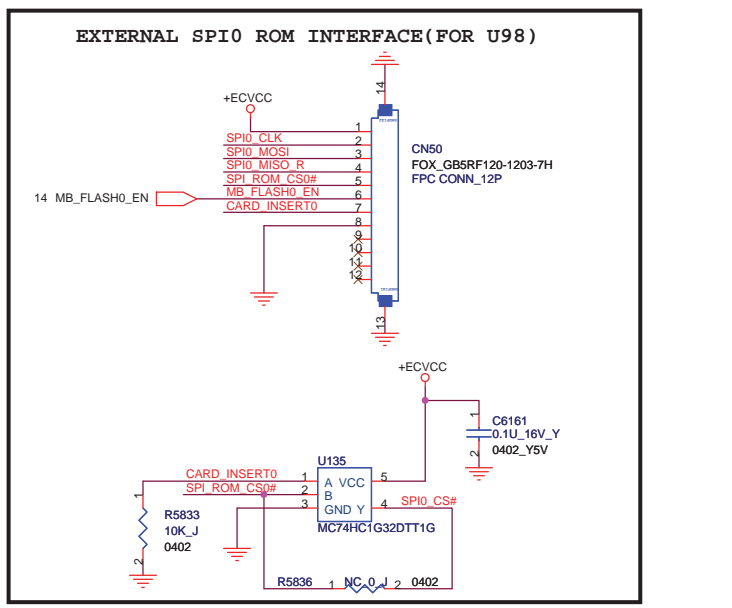 EXTERNAL SPI0 ROM INTERFACE(FOR U98)
14
+ECVCC
1
SPI0_CLK 2
SPI0_MOSI 3
SPI0_MISO_R 4
SPI_ROM_CS0# 5
14 MB_FLASH0_EN MB_FLASH0_EN 6
CARD_INSERT0 7
8
9
10
11
12
CN50
FOX_GB5RF120-1203-7H
FPC CONN_12P
13
+ECVCC
1
C6161
0.1U_16V_Y
0402_Y5V
2
U135
CARD_INSERT0 1 A VCC 5
SPI_ROM_CS0# 2 B
3 GND Y 4 SPI0_CS#
MC74HC1G32DTT1G
1
R5833
10K_J
0402
2
R5836 1 NC_0_J 2 0402